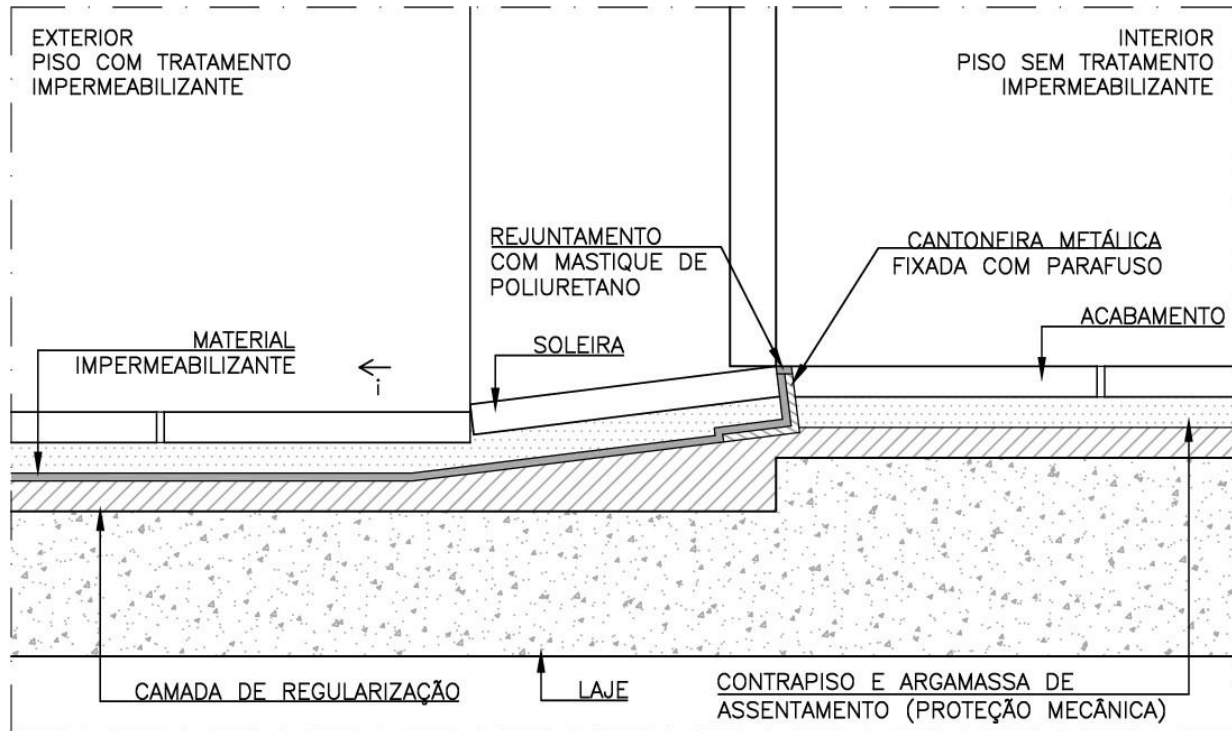 EXTERIOR
PISO COM TRATAMENTO
IMPERMEABILIZANTE
INTERIOR
PISO SEM TRATAMENTO
IMPERMEABILIZANTE
REJUNTAMENTO
COM MASTIQUE DE
POLIURETANO
CANTONEIRA METÁLICA
FIXADA COM PARAFUSO
MATERIAL
IMPERMEABILIZANTE
i
SOLEIRA
ACABAMENTO
CAMADA DE REGULARIZAÇÃO
LAJE
CONTRAPISO E ARGAMASSA DE
ASSENTAMENTO (PROTEÇÃO MECÂNICA)